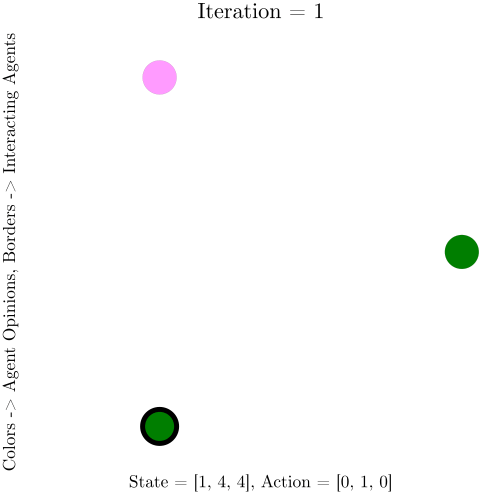 Iteration = 1
Colors -> Agent Opinions, Borders -> Interacting Agents
State = [1, 4, 4], Action = [0, 1, 0]